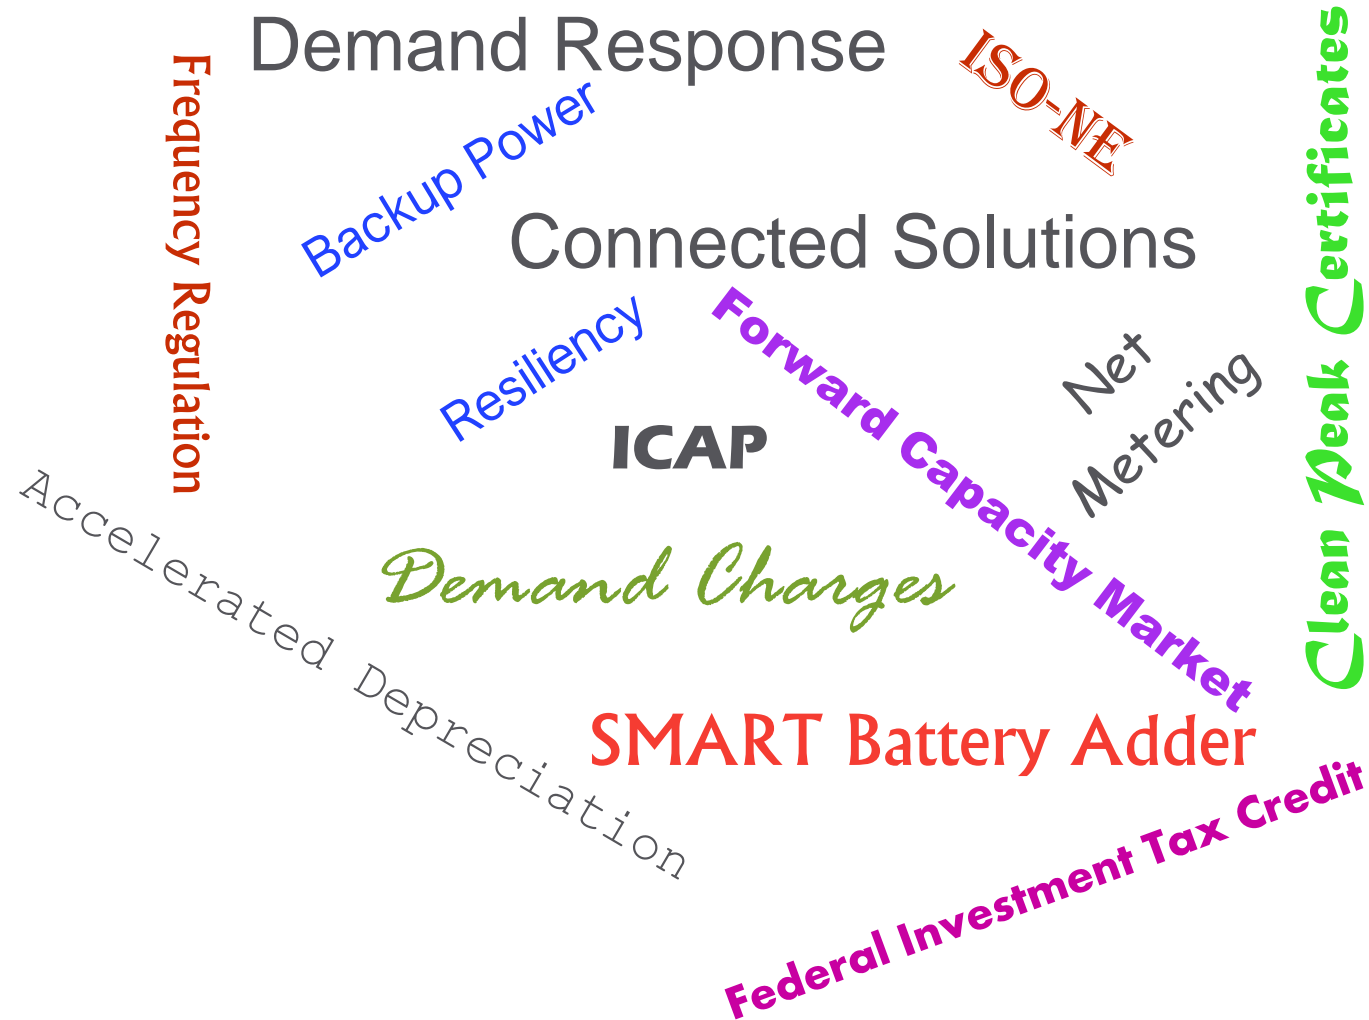 Demand Response
ISO-NE
Clean Peak Certificates
Frequency Regulation
Backup Power
Connected Solutions
Resiliency
Forward Capacity Market
Net
Metering
ICAP
Accelerated Depreciation
Demand Charges
SMART Battery Adder
Federal Investment Tax Credit